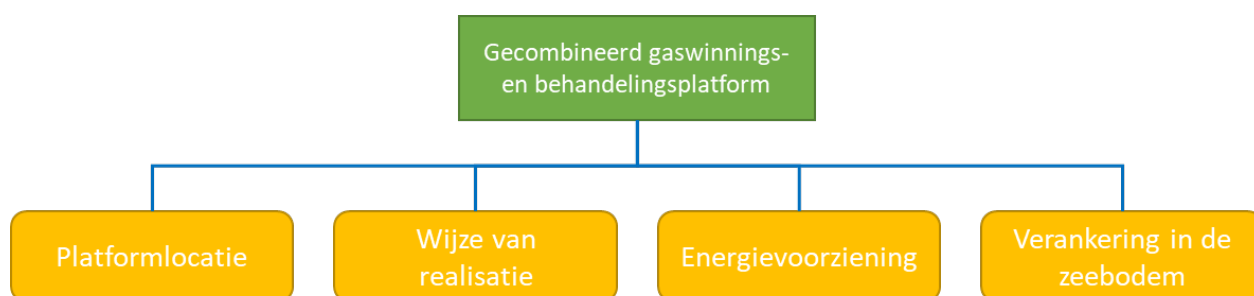 Gecombineerd gaswinnings-
en behandelingsplatform
Platformlocatie
Wijze van
realisatie
Energievoorziening
Verankering in de
zeebodem